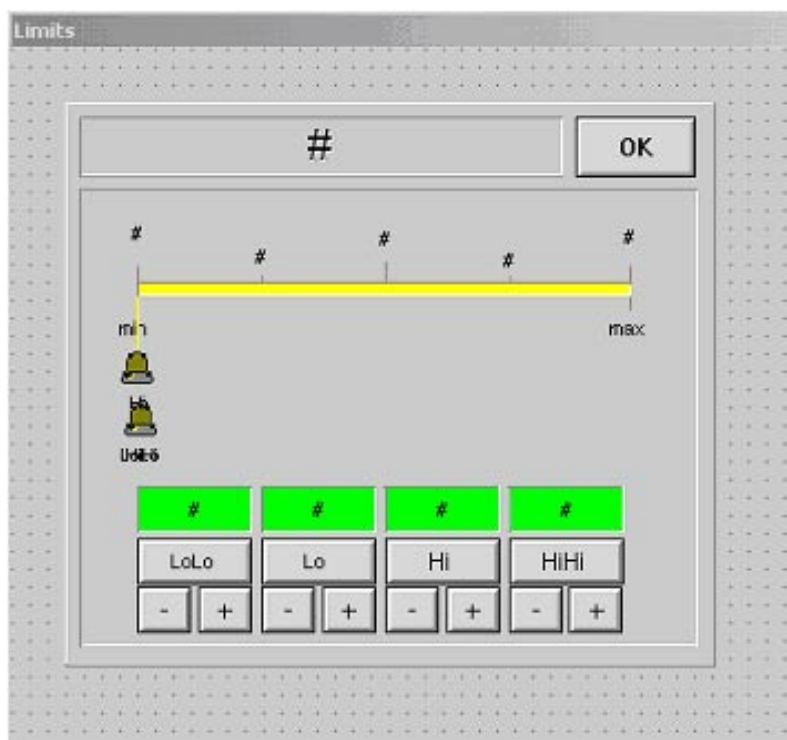 Limits
# OK
# # # # #
min max
# # # #
LoLo Lo Hi HiHi
- + - + - + - +